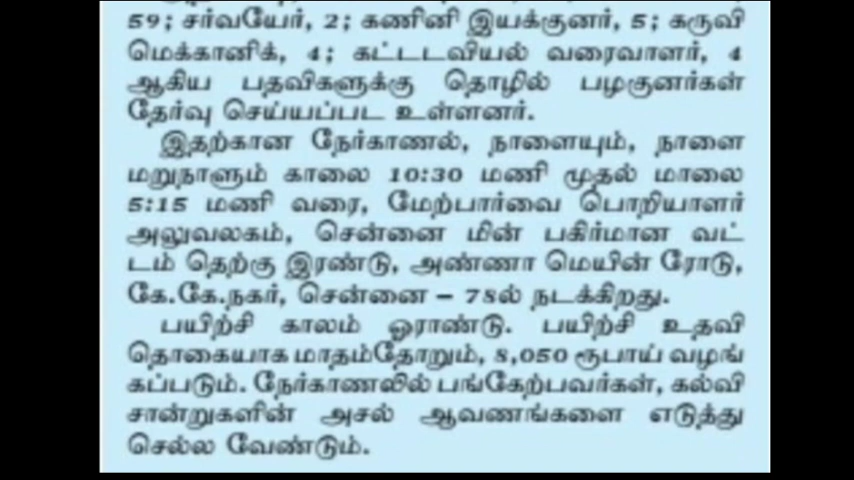 59; சர்வயேர், 2; கணினி இயக்குனர், 5; கருவி
மெக்கானிக், 4; கட்டடவியல் வரைவாளர், 4
ஆகிய பதவிகளுக்கு தொழில் பழகுனர்கள்
தேர்வு செய்யப்பட உள்ளனர்.
இதற்கான நேர்காணல், நாளையும், நாளை
மறுநாளும் காலை 10:30 மணி முதல் மாலை
5:15 மணி வரை, மேற்பார்வை பொறியாளர்
அலுவலகம், சென்னை மின் பகிர்மான வட்
டம் தெற்கு இரண்டு, அண்ணா மெயின் ரோடு,
கே.கே.நகர், சென்னை – 78ல் நடக்கிறது.
பயிற்சி காலம் ஓராண்டு. பயிற்சி உதவி
தொகையாக மாதம்தோறும், 8,050 ரூபாய் வழங்
கப்படும். நேர்காணலில் பங்கேற்பவர்கள், கல்வி
சான்றுகளின் அசல் ஆவணங்களை எடுத்து
செல்ல வேண்டும்.